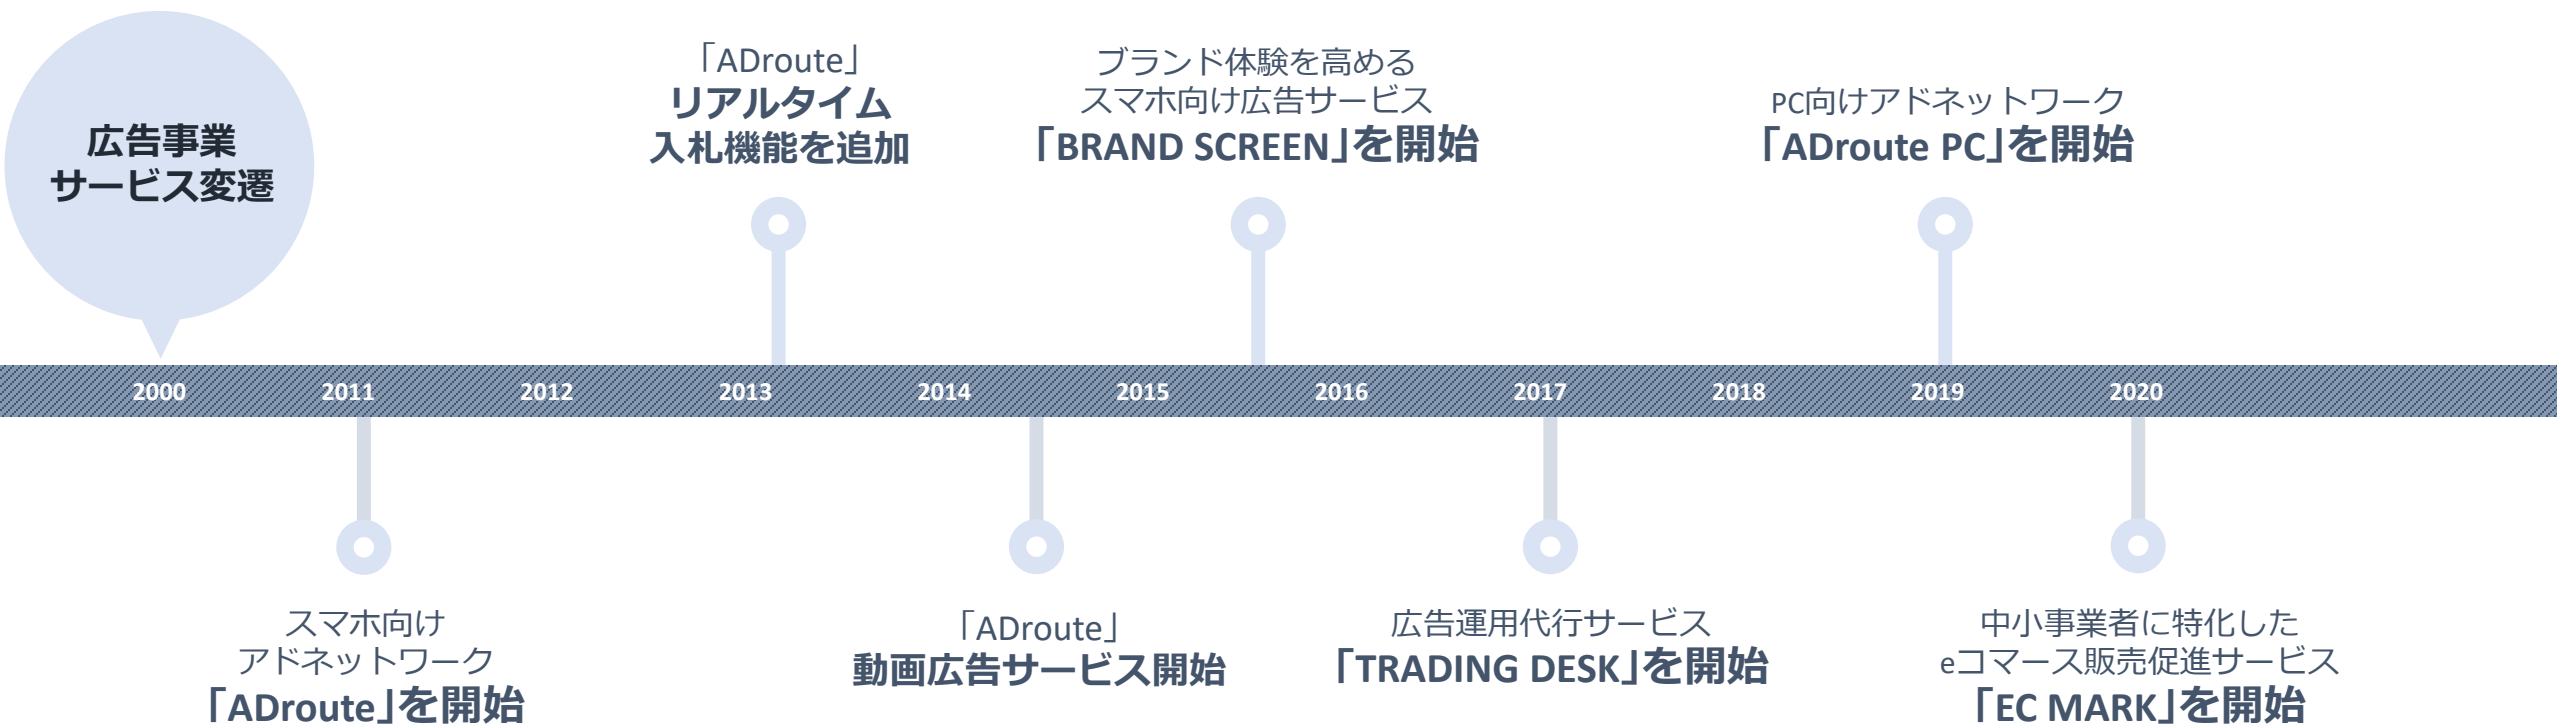 広告事業
サービス変遷
「ADroute」
リアルタイム
入札機能を追加
ブランド体験を高める
スマホ向け広告サービス
「BRAND SCREEN」を開始
PC向けアドネットワーク
「ADroute PC」を開始
2000 2011 2012 2013 2014 2015 2016 2017 2018 2019 2020
スマホ向け
アドネットワーク
「ADroute」を開始
「ADroute」
動画広告サービス開始
広告運用代行サービス
「TRADING DESK」を開始
中小事業者に特化した
eコマース販売促進サービス
「EC MARK」を開始